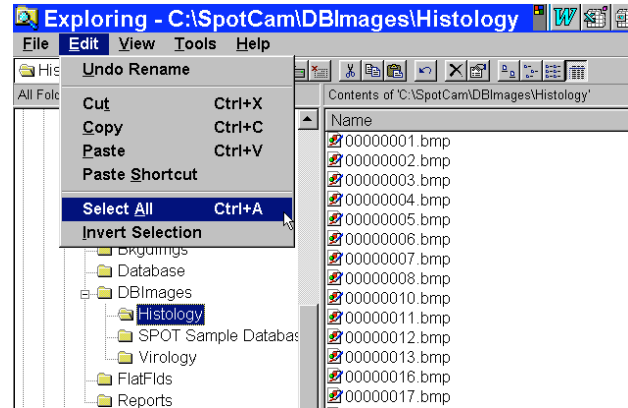 Exploring - C:\SpotCam\DBImages\Histology
File Edit View Tools Help
His
Undo Rename
All Fold
Contents of 'C:\SpotCam\DBImages\Histology'
Cut Ctrl+X
Copy Ctrl+C
Paste Ctrl+V
Paste Shortcut
Select All Ctrl+A
Invert Selection
BkgdImgs
Database
DBImages
Histology
SPOT Sample Databas
Virology
FlatFlds
Reports
Name
00000001.bmp
00000002.bmp
00000003.bmp
00000004.bmp
00000005.bmp
00000006.bmp
00000007.bmp
00000008.bmp
00000010.bmp
00000011.bmp
00000012.bmp
00000013.bmp
00000016.bmp
00000017.bmp